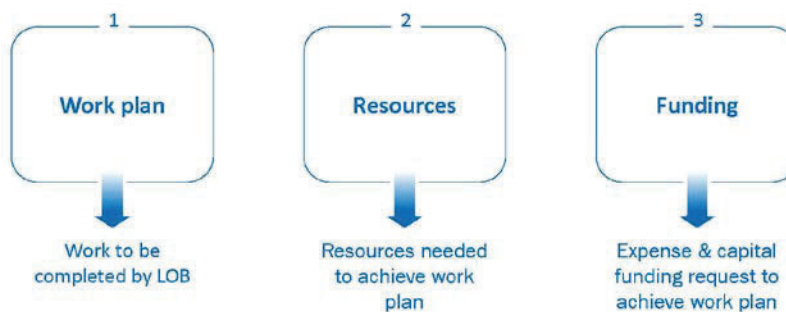 1
Work plan
Work to be
completed by LOB
2
Resources
Resources needed
to achieve work
plan
3
Funding
Expense & capital
funding request to
achieve work plan